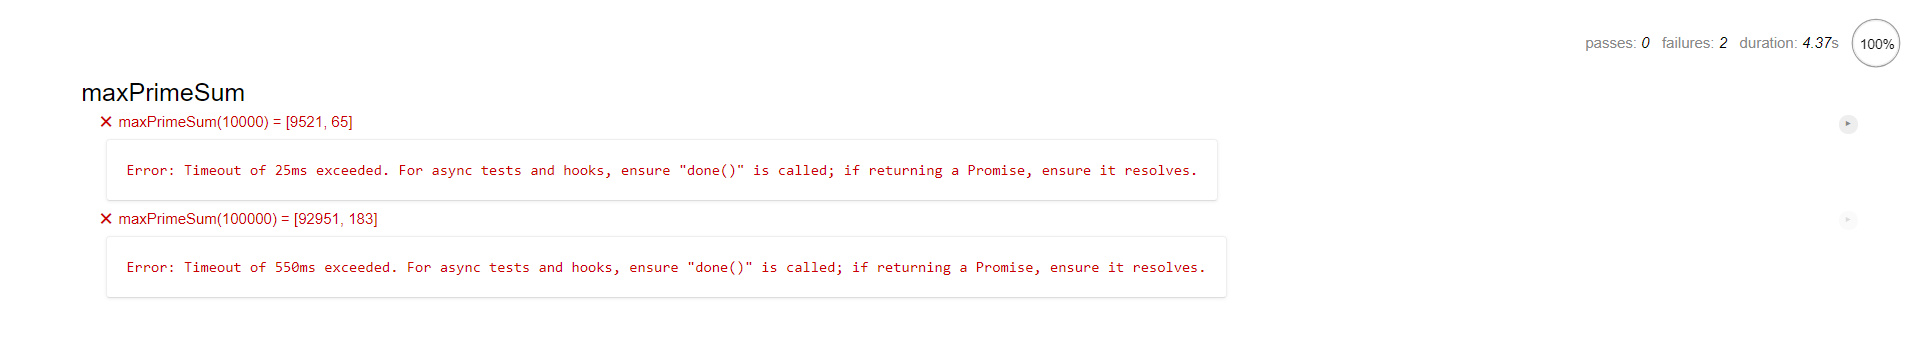 passes: 0 failures: 2 duration: 4.37s 100%
maxPrimeSum
✕ maxPrimeSum(10000) = [9521, 65]
Error: Timeout of 25ms exceeded. For async tests and hooks, ensure "done()" is called; if returning a Promise, ensure it resolves.
✕ maxPrimeSum(100000) = [92951, 183]
Error: Timeout of 550ms exceeded. For async tests and hooks, ensure "done()" is called; if returning a Promise, ensure it resolves.